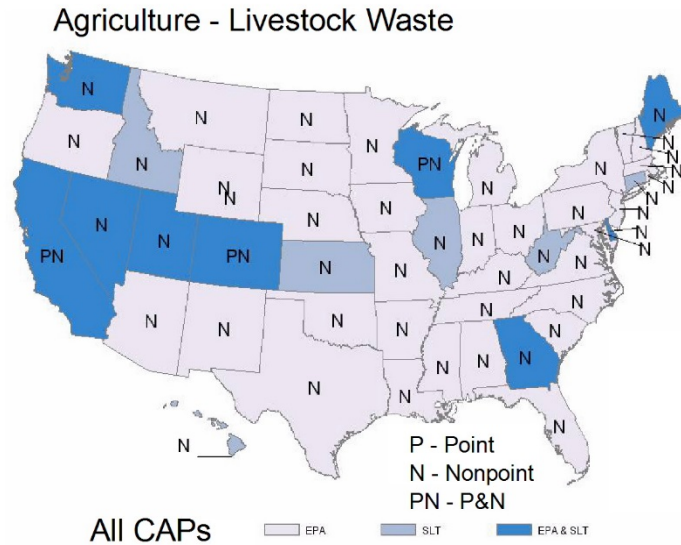 Agriculture - Livestock Waste
N N N N
N
N N N
N N PN N
N N N
N
N N
N
N N N
N N N N
N N N N
PN PN N N N N
N
N N N
N N N N
N N N N N
N N
N
N
P - Point
N - Nonpoint
PN - P&N
All CAPs EPA SLT EPA & SLT